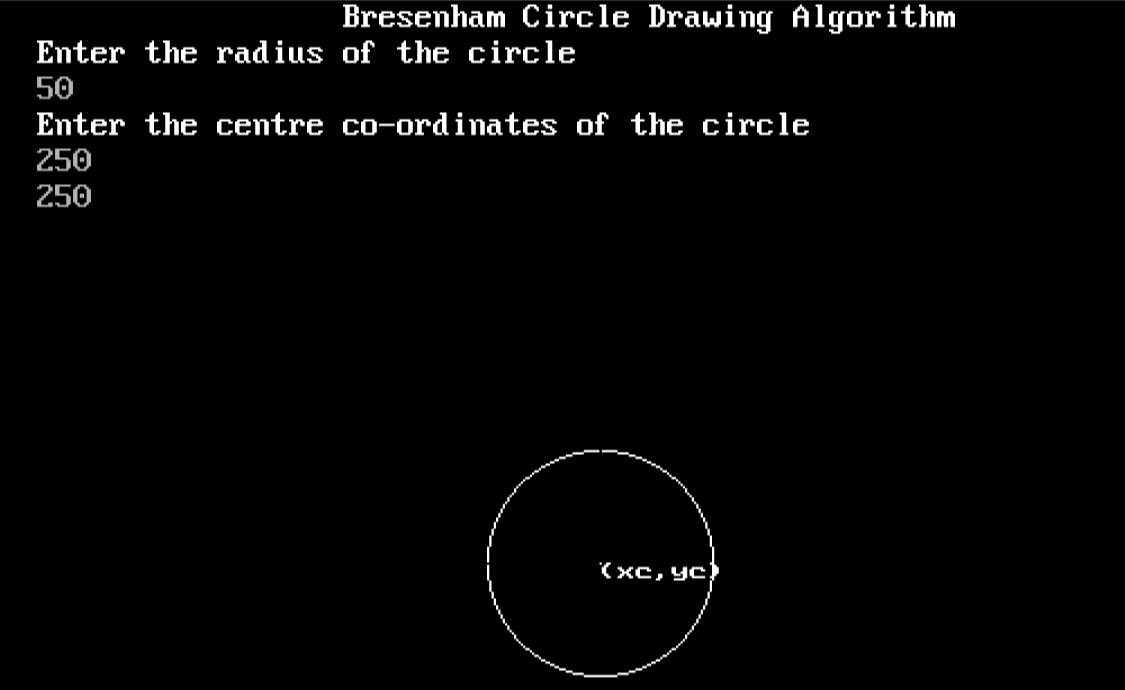 Bresenham Circle Drawing Algorithm
Enter the radius of the circle
50
Enter the centre co-ordinates of the circle
250
250
(xc,yc)